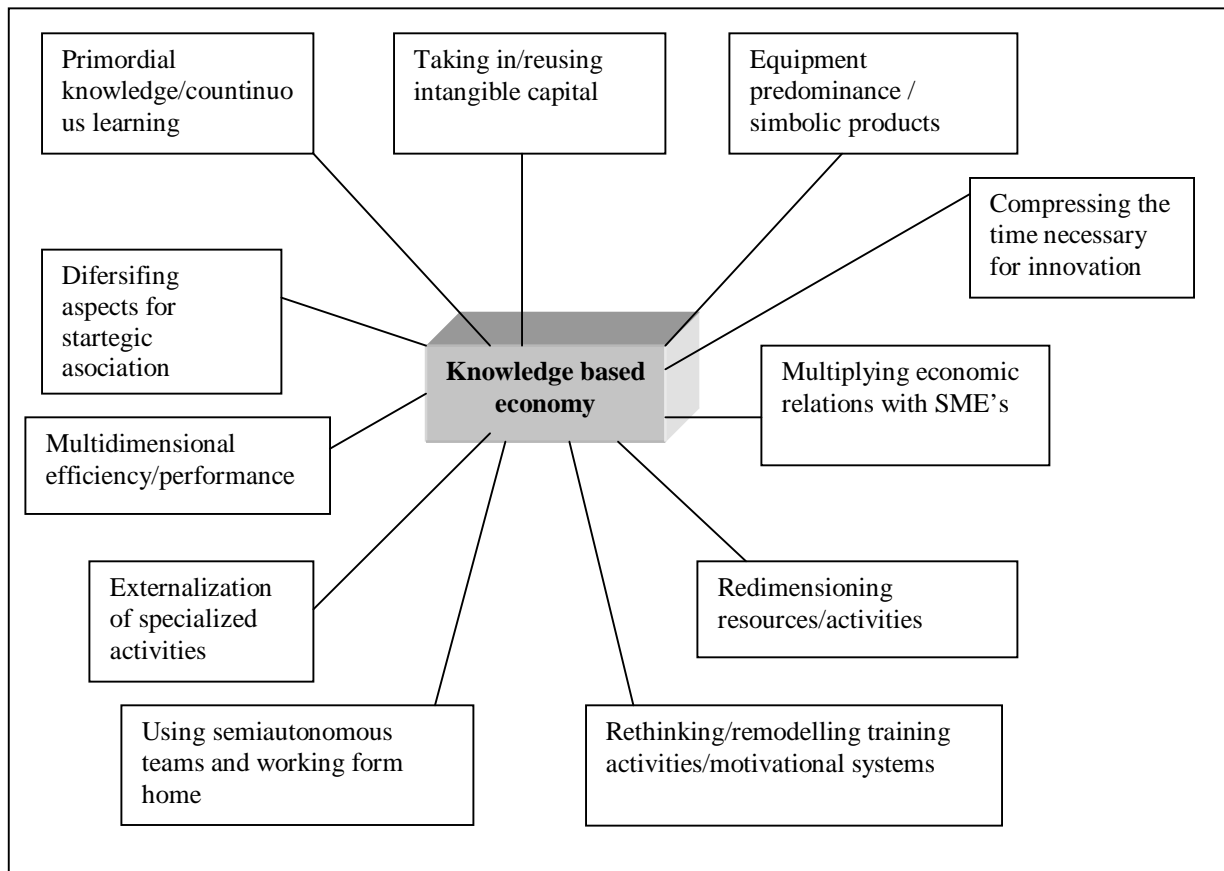 Primordial
knowledge/countinuo
us learning
Taking in/reusing
intangible capital
Equipment
predominance /
simbolic products
Compressing the
time necessary
for innovation
Difersifing
aspects for
startegic
asociation
Knowledge based
economy
Multiplying economic
relations with SME's
Multidimensional
efficiency/performance
Externalization
of specialized
activities
Redimensioning
resources/activities
Using semiautonomous
teams and working form
home
Rethinking/remodelling training
activities/motivational systems